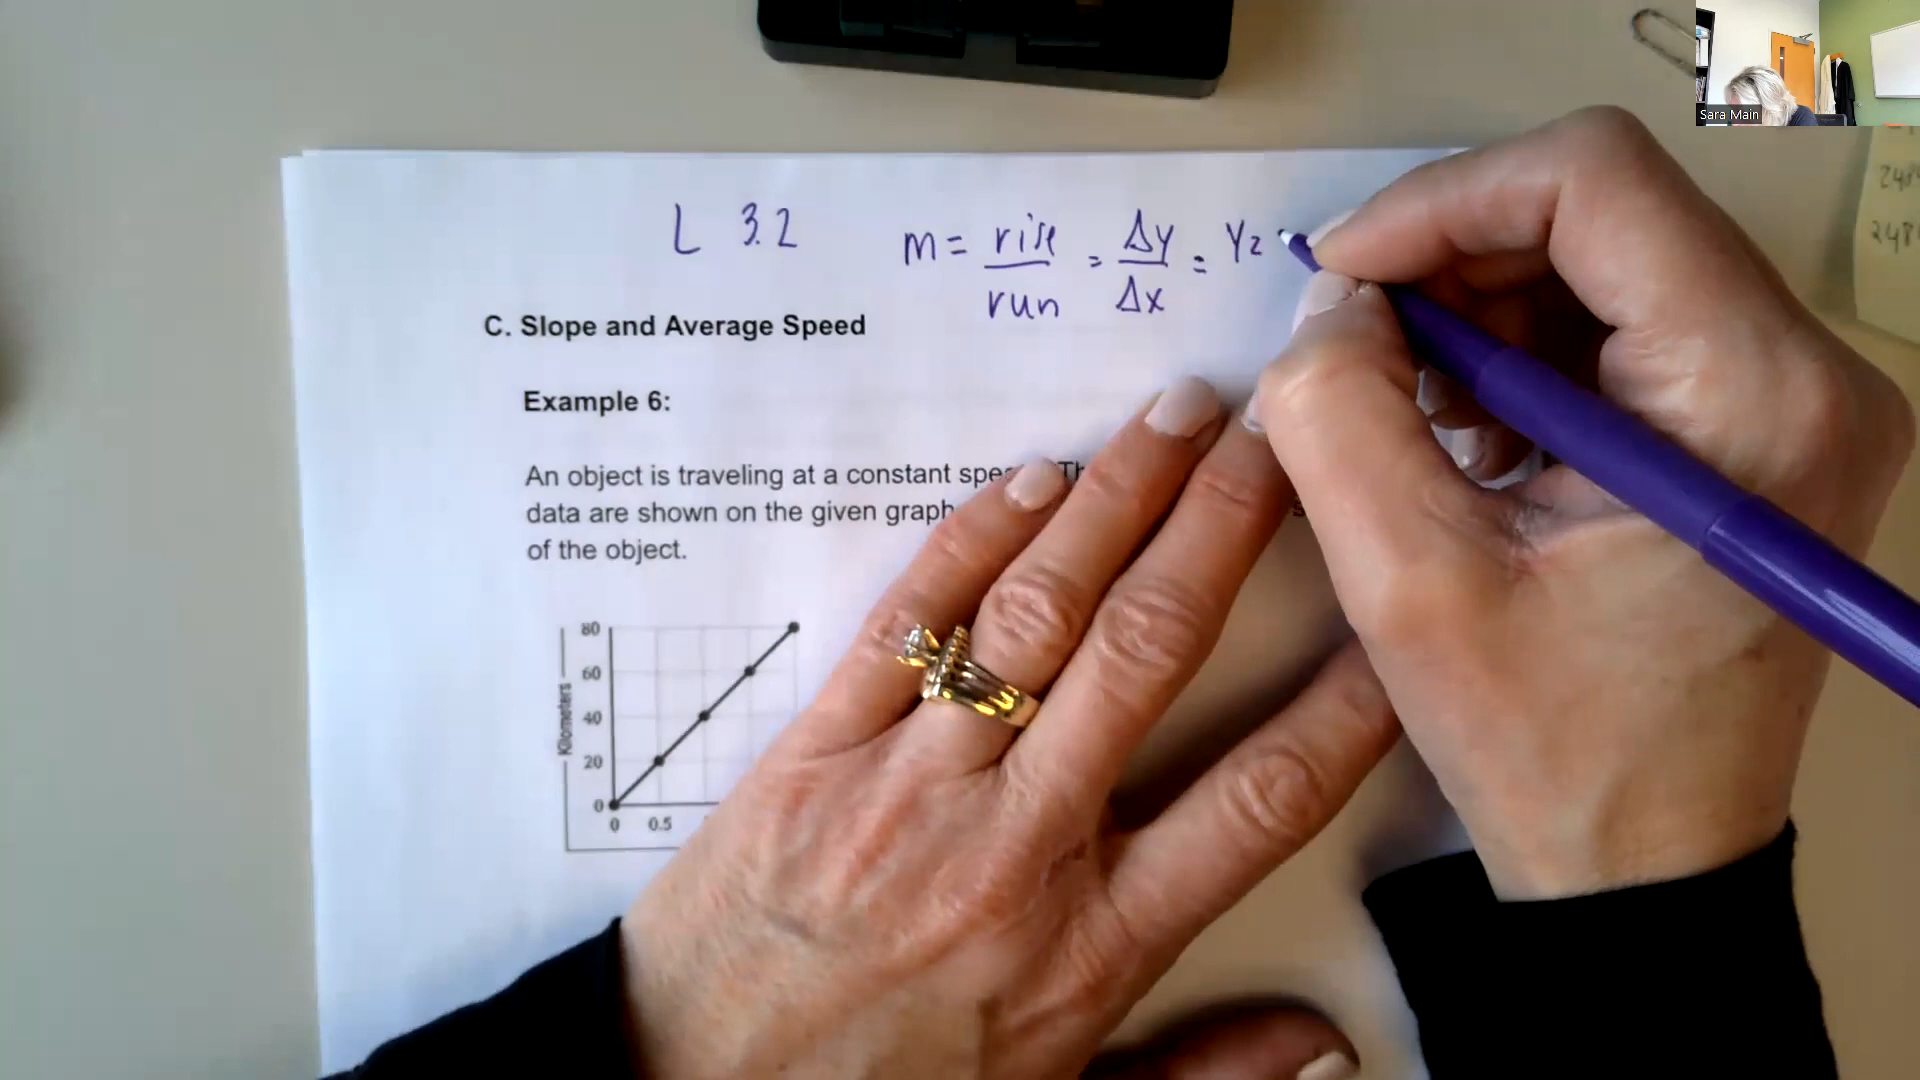 Sara Main
L 3.2
m = rise / run = Δy / Δx = y2
C. Slope and Average Speed
Example 6:
An object is traveling at a constant
data are shown on the given graph
of the object.
80
60
40
20
0
Kilometers
0 0.5